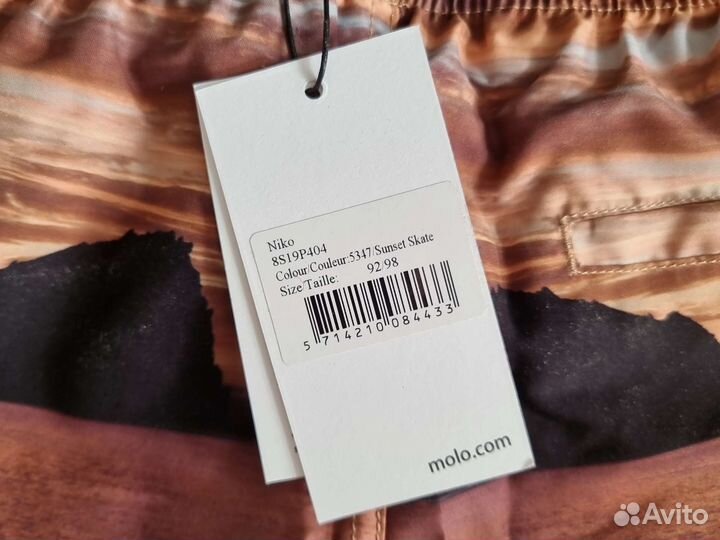 Niko
8S19P404
Colour/Couleur:5347/Sunset Skate
Size/Taille: 92/98
5 714210 084433
molo.com
Avito